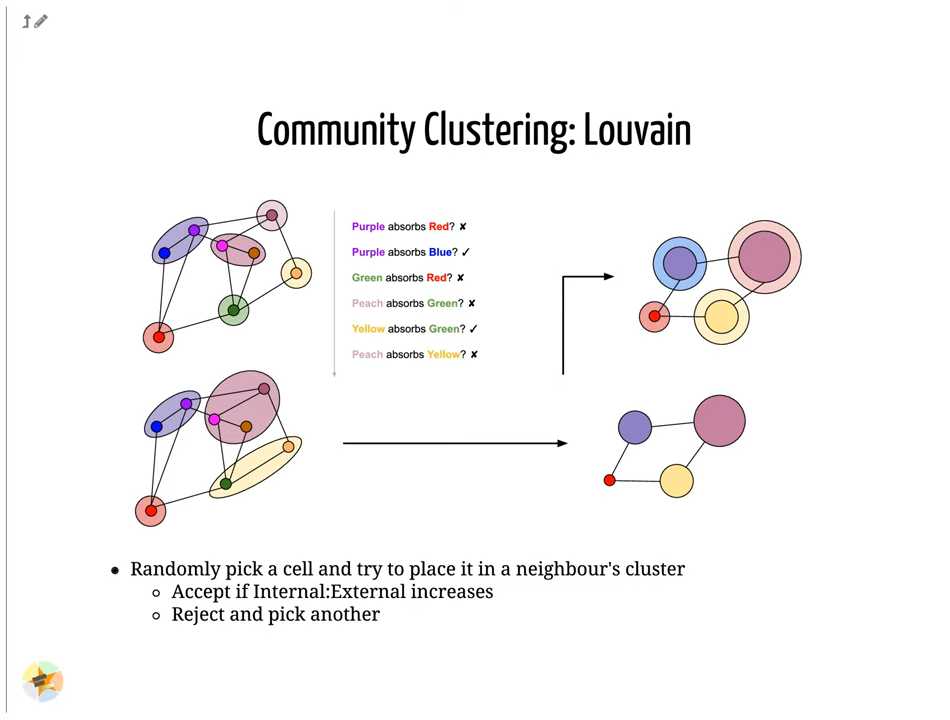 Community Clustering: Louvain
Purple absorbs Red? ✘
Purple absorbs Blue? ✓
Green absorbs Red? ✘
Peach absorbs Green? ✘
Yellow absorbs Green? ✓
Peach absorbs Yellow? ✘
Randomly pick a cell and try to place it in a neighbour's cluster
Accept if Internal:External increases
Reject and pick another